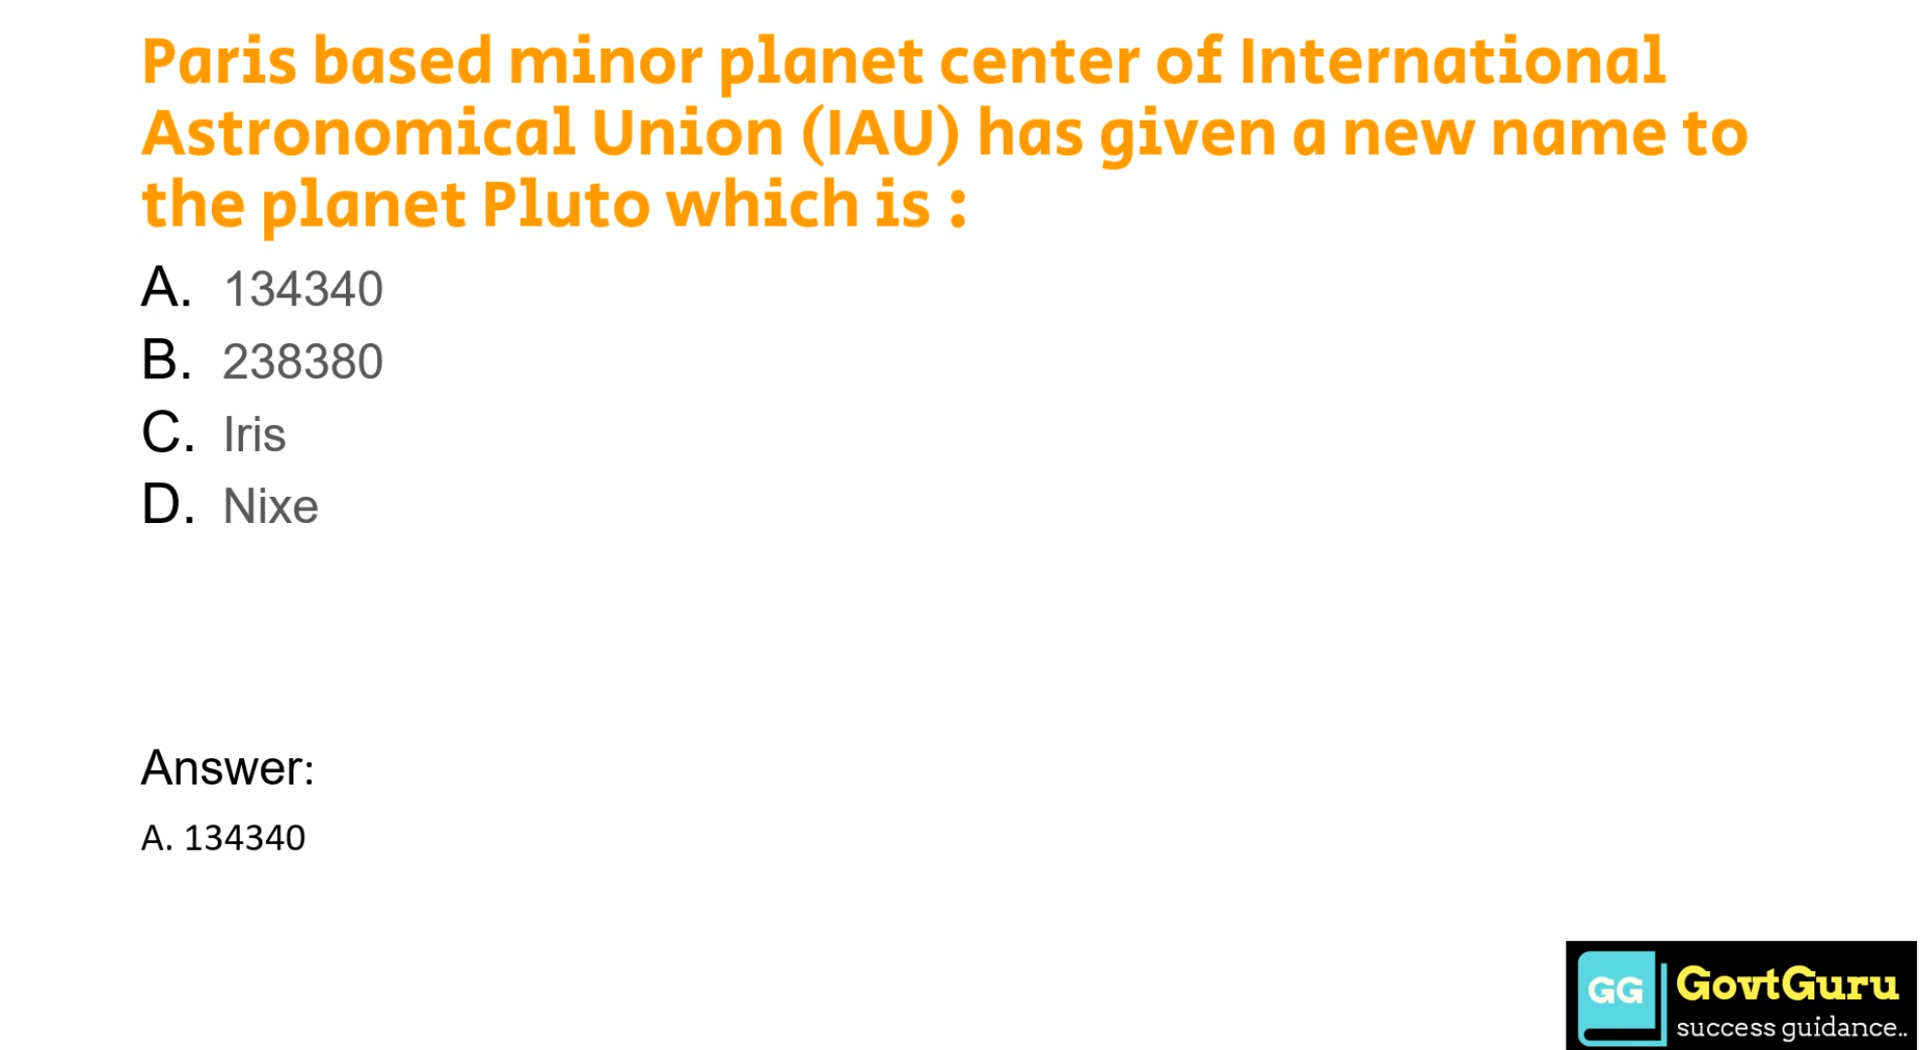 Paris based minor planet center of International
Astronomical Union (IAU) has given a new name to
the planet Pluto which is :
A. 134340
B. 238380
C. Iris
D. Nixe
Answer:
A. 134340
GG GovtGuru
success guidance..